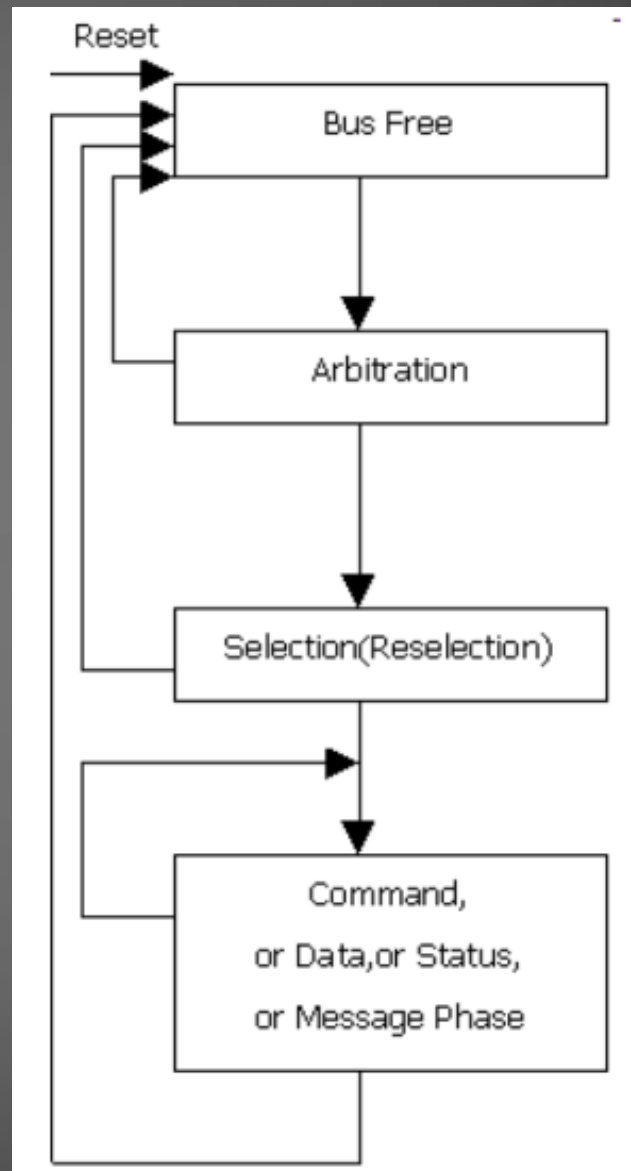 Reset
Bus Free
Arbitration
Selection(Reselection)
Command,
or Data,or Status,
or Message Phase